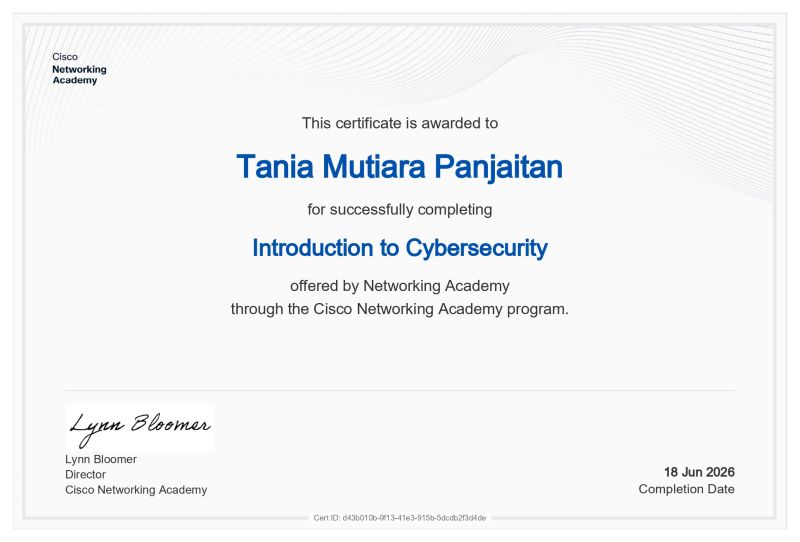 Cisco
Networking
Academy
This certificate is awarded to
Tania Mutiara Panjaitan
for successfully completing
Introduction to Cybersecurity
offered by Networking Academy
through the Cisco Networking Academy program.
Lynn Bloomer
Lynn Bloomer
Director
Cisco Networking Academy
18 Jun 2026
Completion Date
Cert ID: d43b010b-9f13-41e3-915b-5dcdb2f3d4de